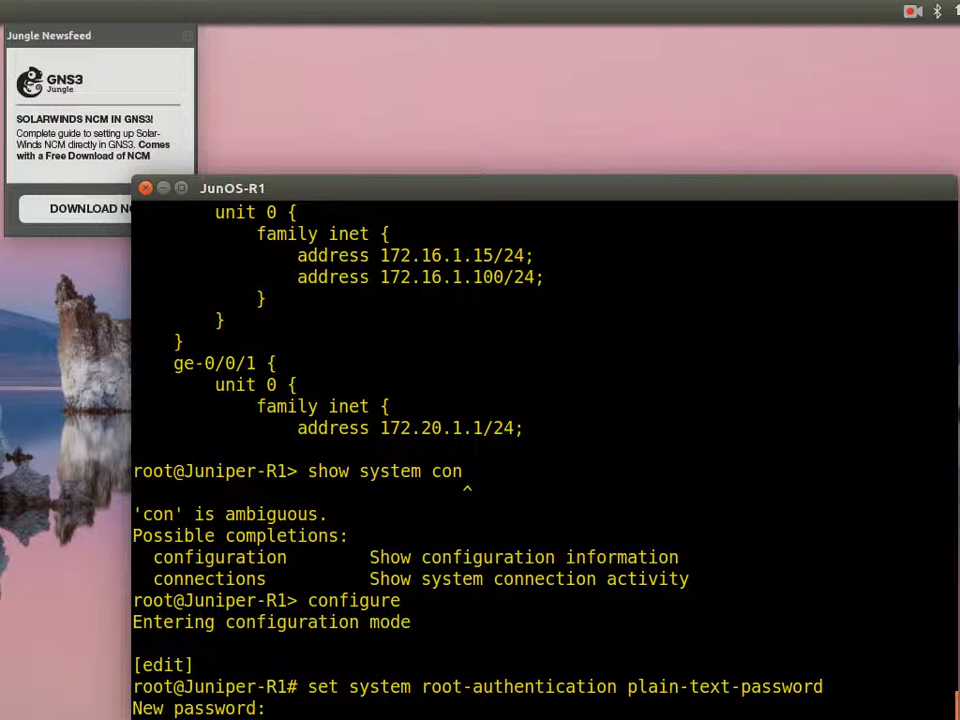 Jungle Newsfeed
GNS3
Jungle
SOLARWINDS NCM IN GNS3!
Complete guide to setting up Solar-
Winds NCM directly in GNS3. Comes
with a Free Download of NCM
DOWNLOAD
JunOS-R1
unit 0 {
family inet {
address 172.16.1.15/24;
address 172.16.1.100/24;
}
}
}
ge-0/0/1 {
unit 0 {
family inet {
address 172.20.1.1/24;
root@Juniper-R1> show system con
^
'con' is ambiguous.
Possible completions:
configuration Show configuration information
connections Show system connection activity
root@Juniper-R1> configure
Entering configuration mode
[edit]
root@Juniper-R1# set system root-authentication plain-text-password
New password: